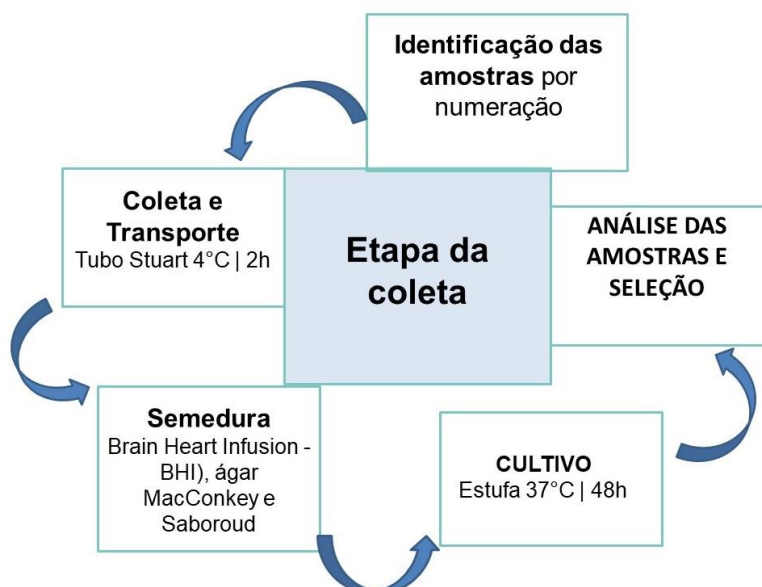 Identificação das
amostras por
numeração
Coleta e
Transporte
Tubo Stuart 4°C | 2h
Etapa da
coleta
ANÁLISE DAS
AMOSTRAS E
SELEÇÃO
Semedura
Brain Heart Infusion -
BHI), ágar
MacConkey e
Saboroud
CULTIVO
Estufa 37°C | 48h